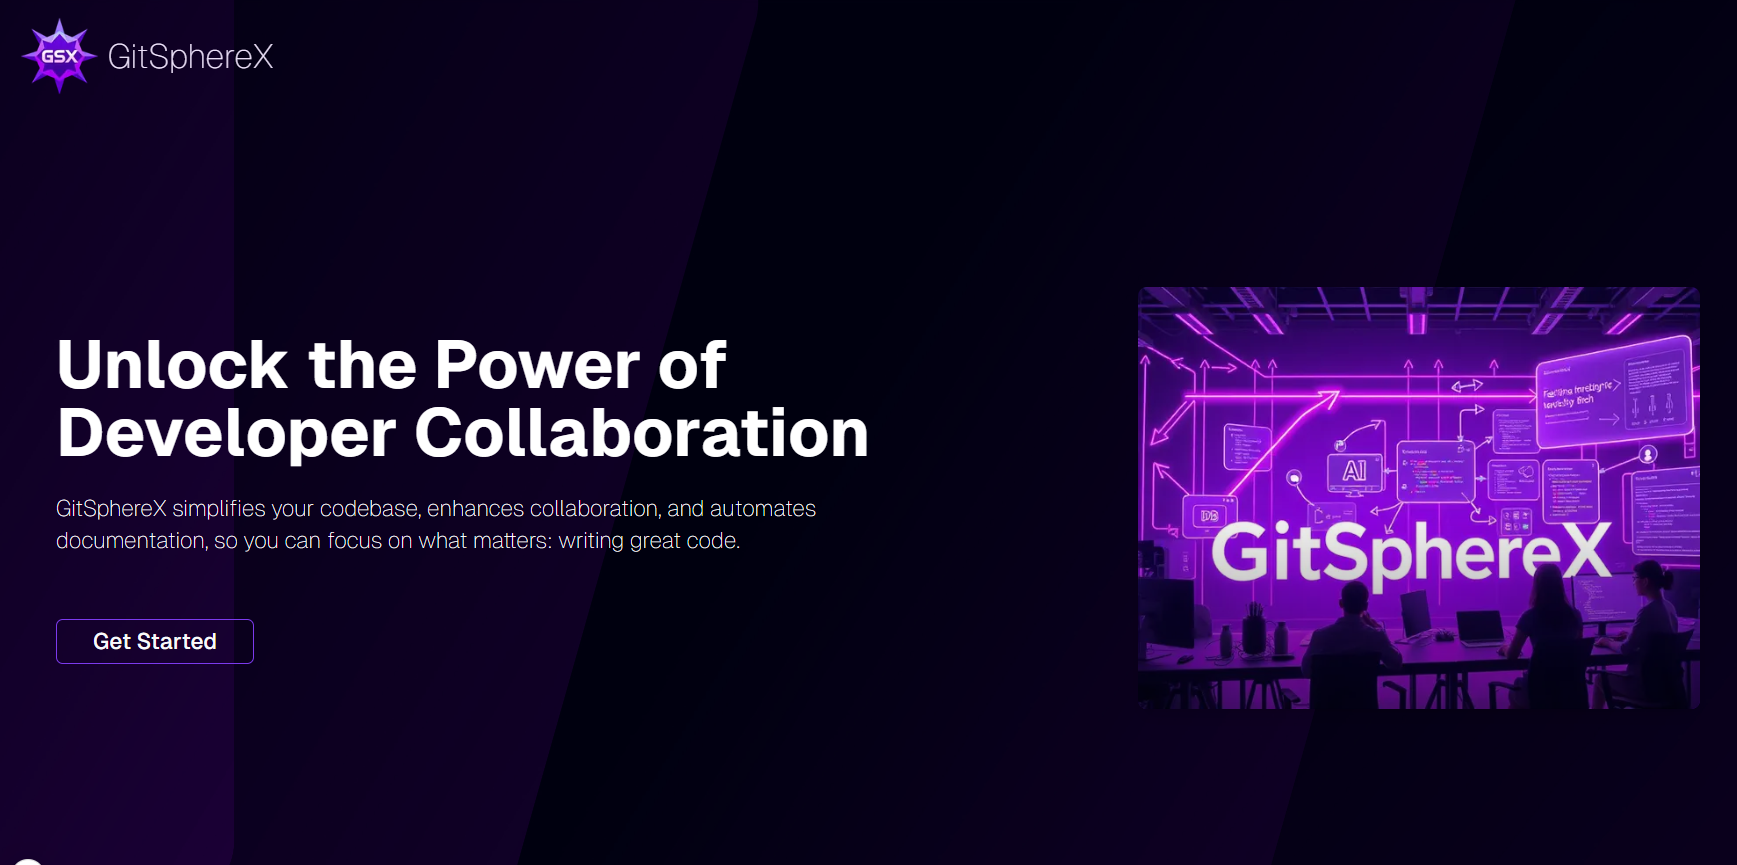 GSX GitSphereX
Unlock the Power of
Developer Collaboration
GitSphereX simplifies your codebase, enhances collaboration, and automates
documentation, so you can focus on what matters: writing great code.
Get Started
AI
GitSphereX